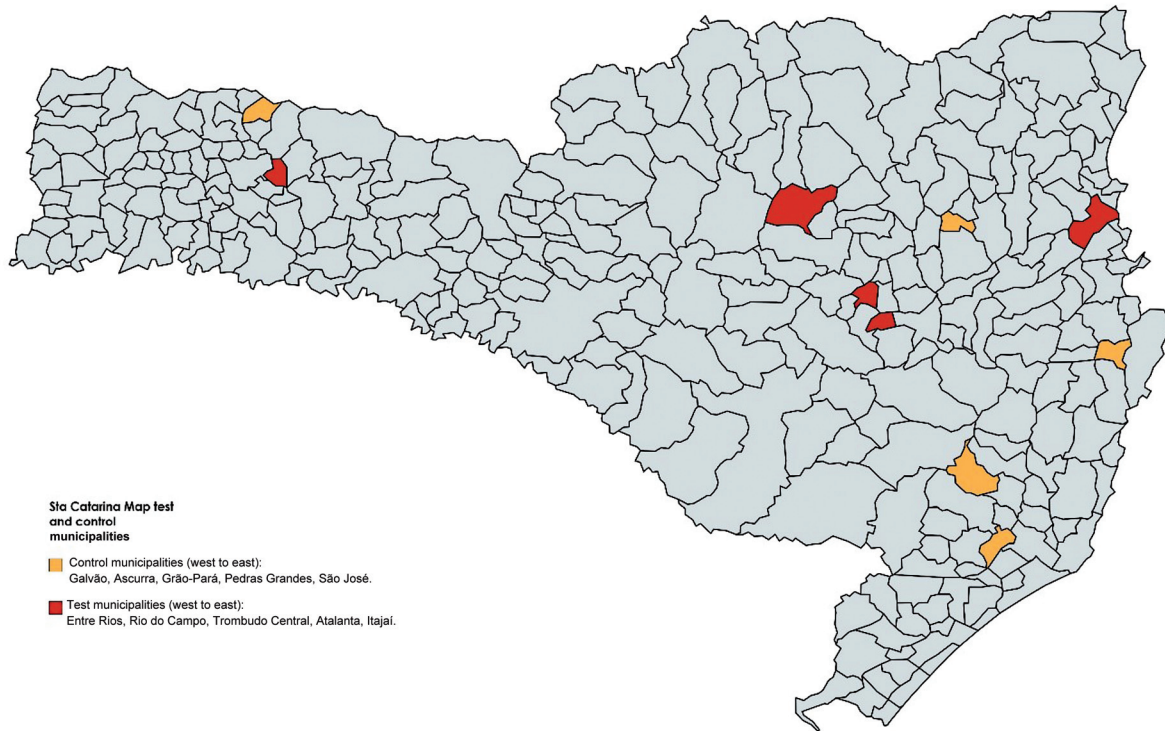 Sta Catarina Map test
and control
municipalities
Control municipalities (west to east):
Galvão, Ascurra, Grão-Pará, Pedras Grandes, São José.
Test municipalities (west to east):
Entre Rios, Rio do Campo, Trombudo Central, Atalanta, Itajaí.